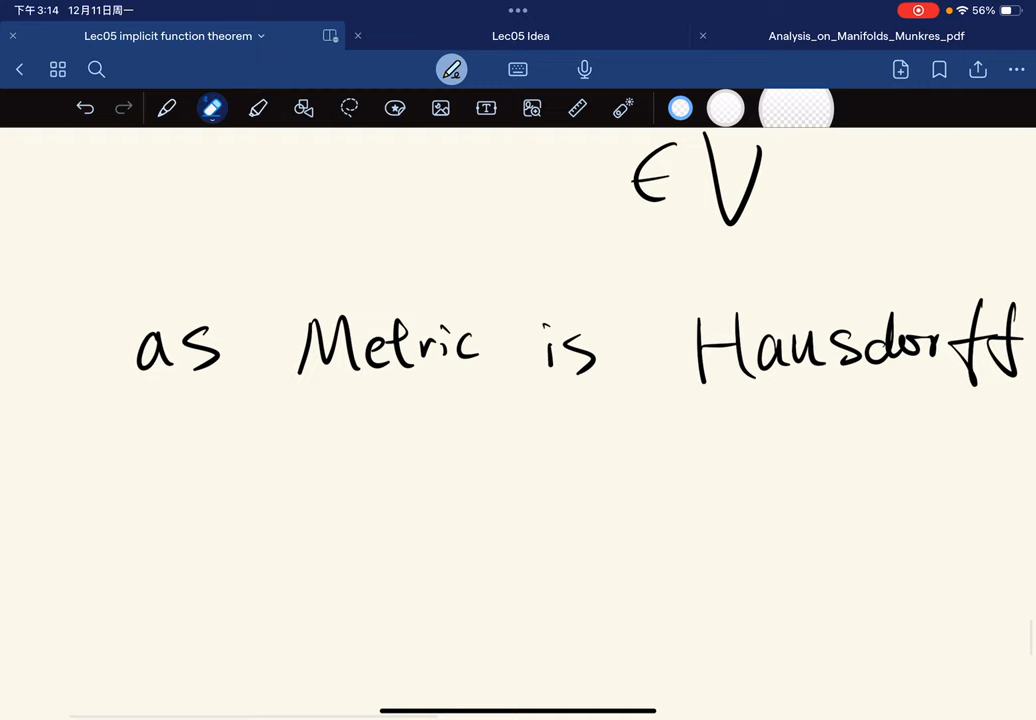 下午3:14 12月11日周一 56%
Lec05 implicit function theorem Lec05 Idea Analysis_on_Manifolds_Munkres_pdf
∈ V
as Metric is Hausdorff